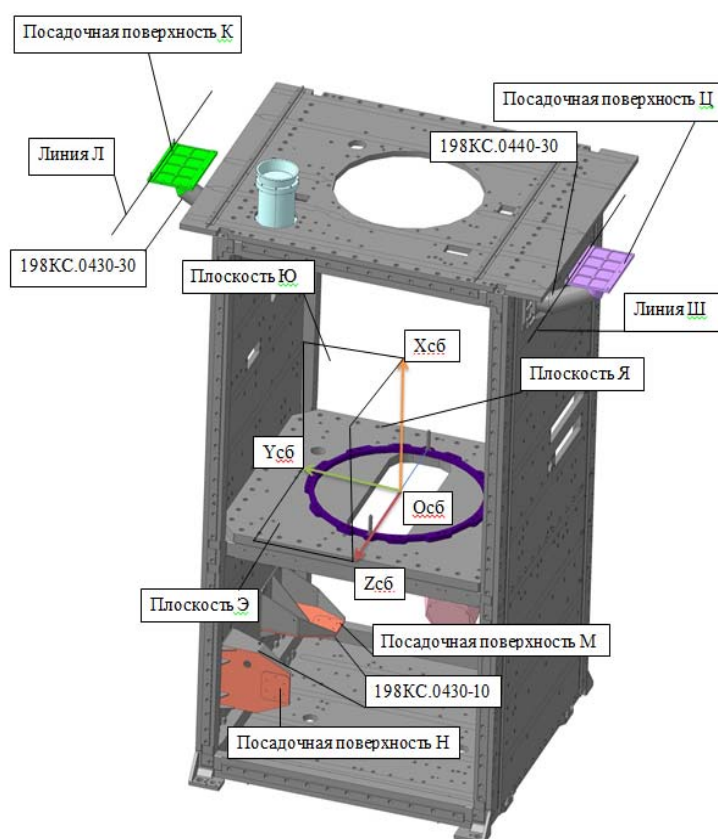 Посадочная поверхность К
Посадочная поверхность Ц
198КС.0440-30
Линия Л
198КС.0430-30
Плоскость Ю
Линия Ш
Xсб
Плоскость Я
Yсб
Oсб
Zсб
Плоскость Э
Посадочная поверхность М
198КС.0430-10
Посадочная поверхность Н